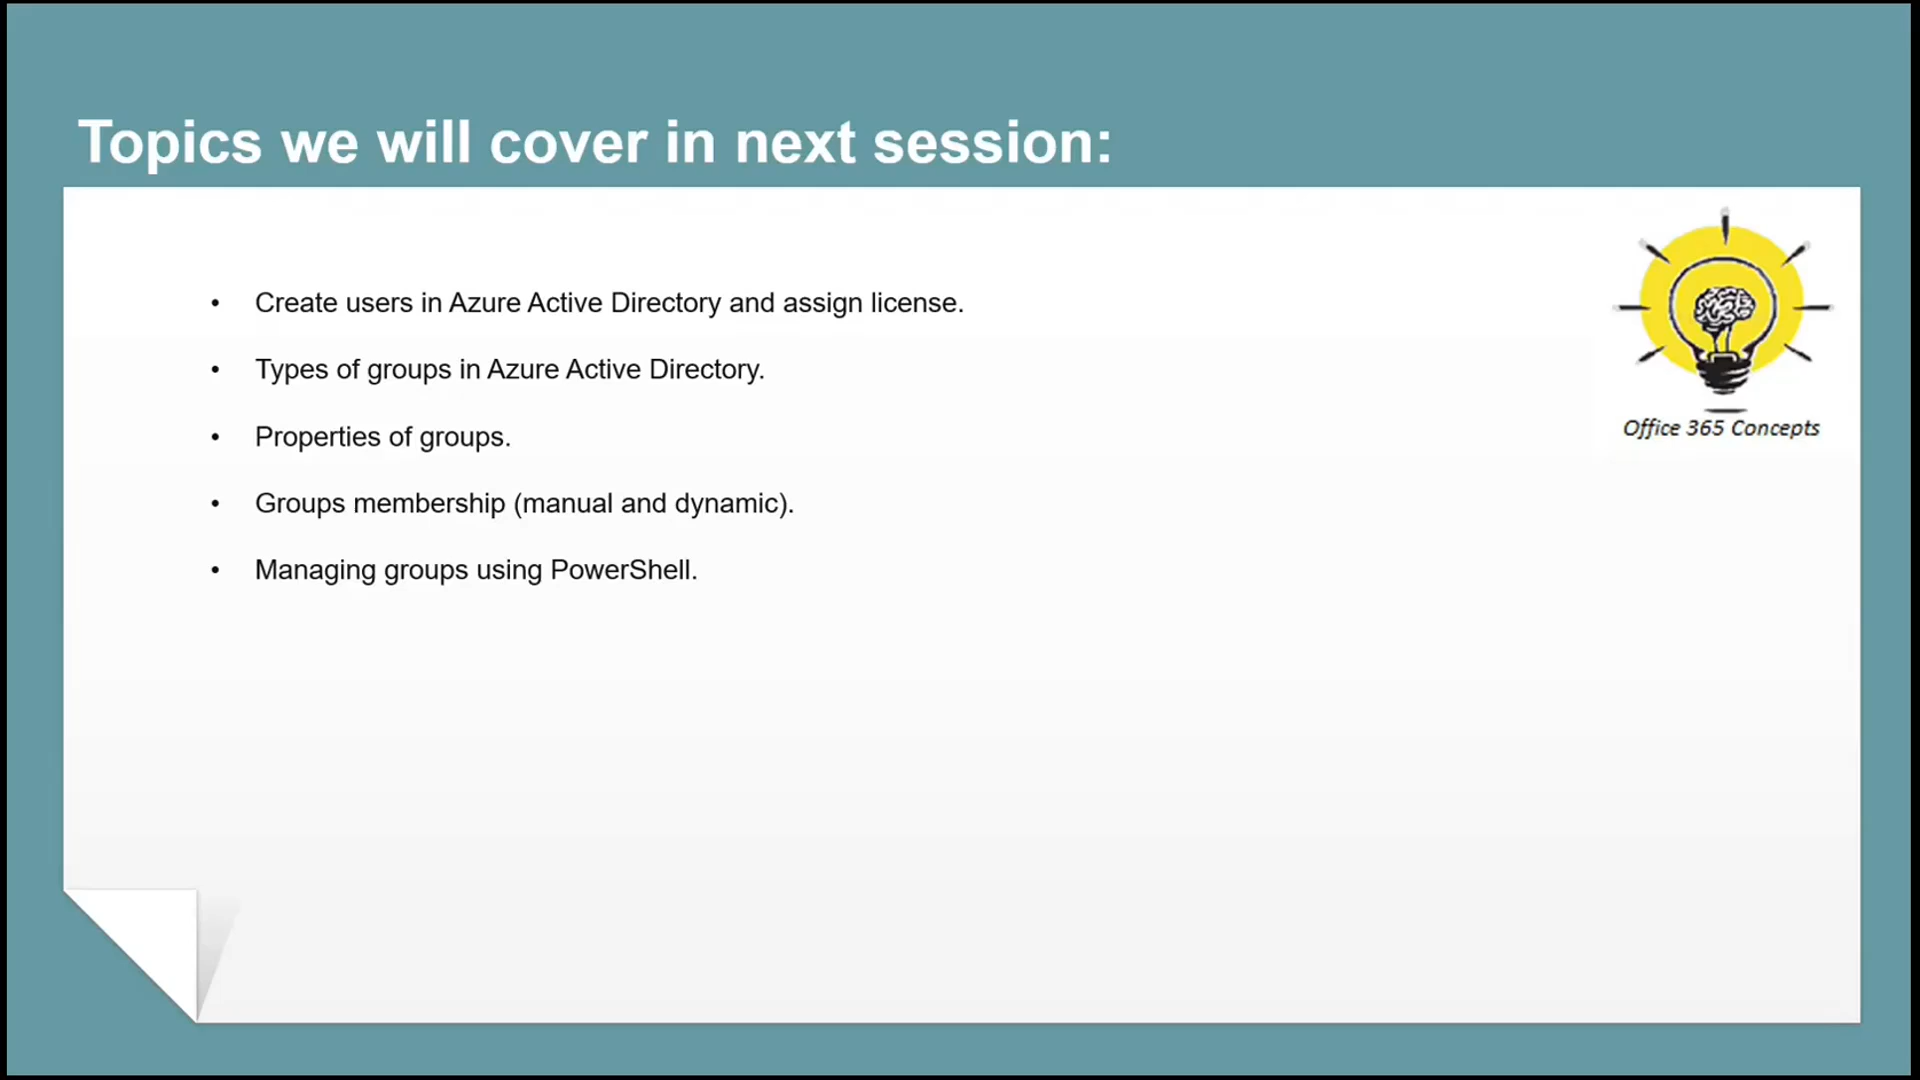 Topics we will cover in next session:
• Create users in Azure Active Directory and assign license.
• Types of groups in Azure Active Directory.
• Properties of groups.
• Groups membership (manual and dynamic).
• Managing groups using PowerShell.
Office 365 Concepts